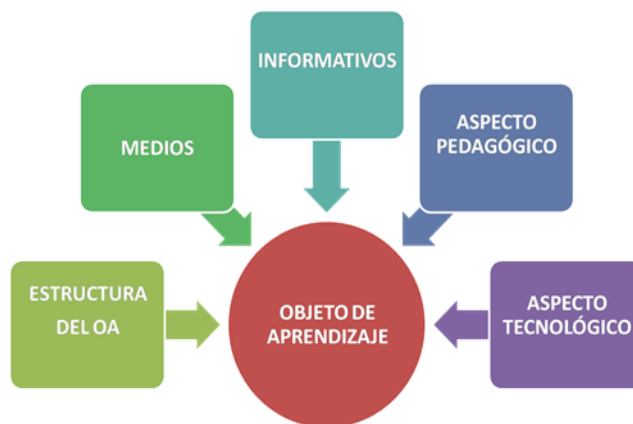 INFORMATIVOS
MEDIOS
ASPECTO
PEDAGÓGICO
ESTRUCTURA
DEL OA
OBJETO DE
APRENDIZAJE
ASPECTO
TECNOLÓGICO